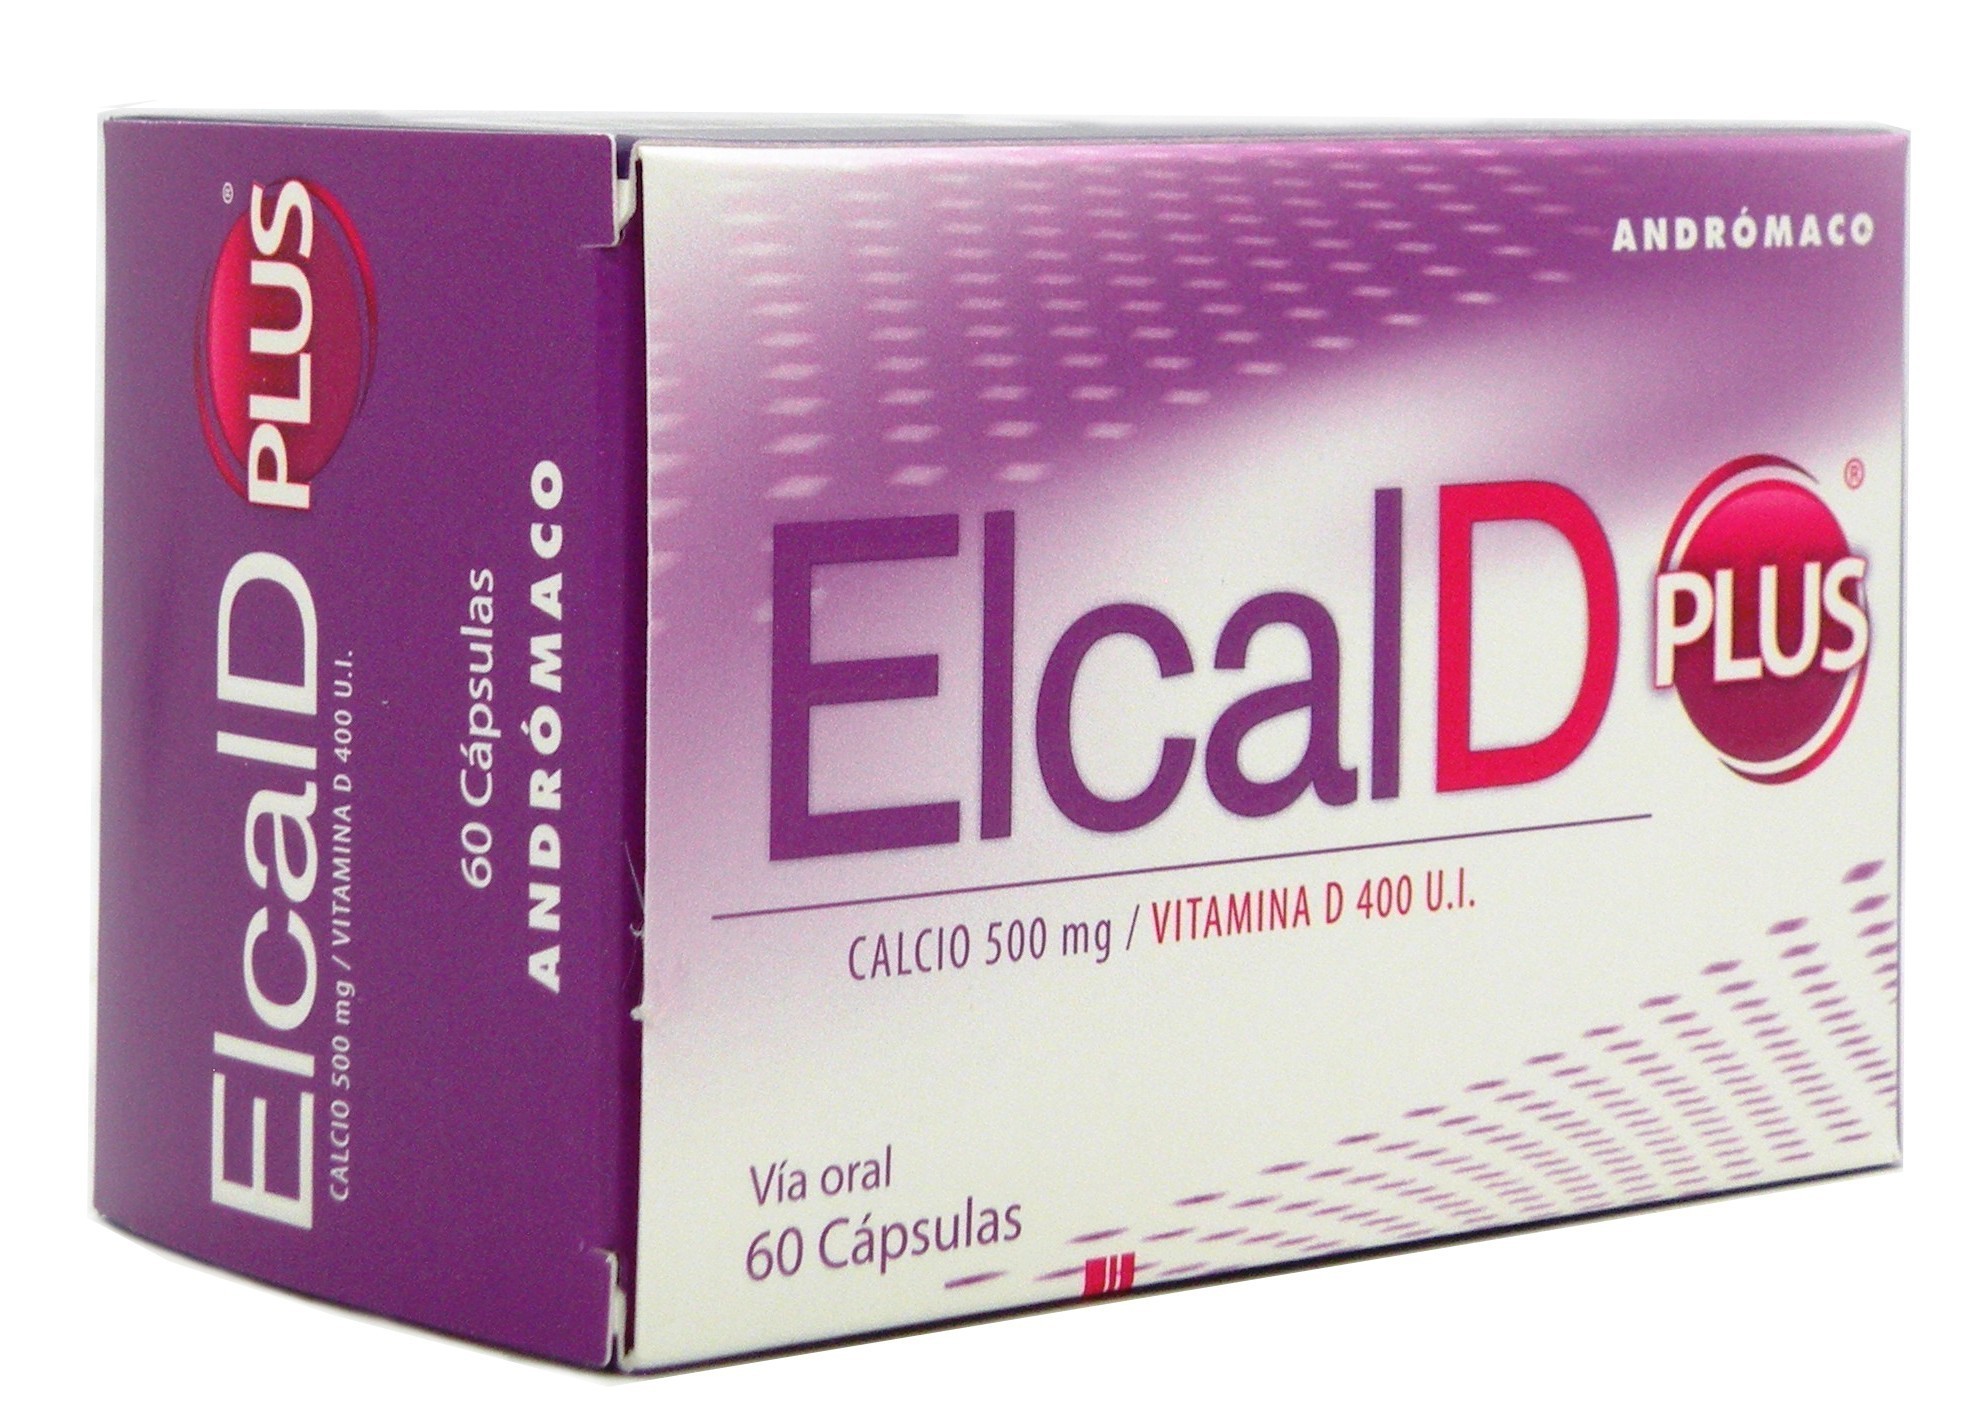 ElcalD PLUS®
CALCIO 500 mg / VITAMINA D 400 U.I.
60 Cápsulas
ANDRÓMACO
ANDRÓMACO
ElcalD PLUS®
CALCIO 500 mg / VITAMINA D 400 U.I.
Vía oral
60 Cápsulas